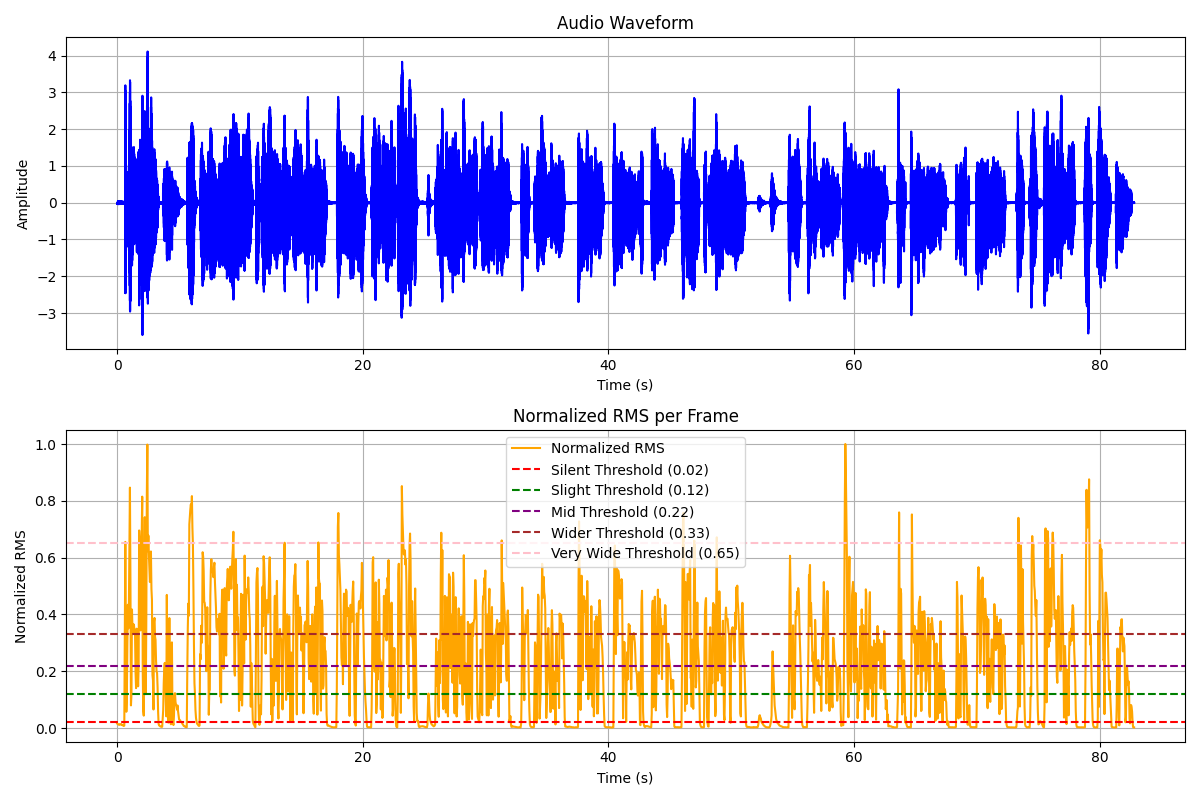 Audio Waveform
4
3
2
1
0
−1
−2
−3
Amplitude
0 20 40 60 80
Time (s)
Normalized RMS per Frame
1.0
0.8
0.6
0.4
0.2
0.0
Normalized RMS
Normalized RMS
Silent Threshold (0.02)
Slight Threshold (0.12)
Mid Threshold (0.22)
Wider Threshold (0.33)
Very Wide Threshold (0.65)
0 20 40 60 80
Time (s)